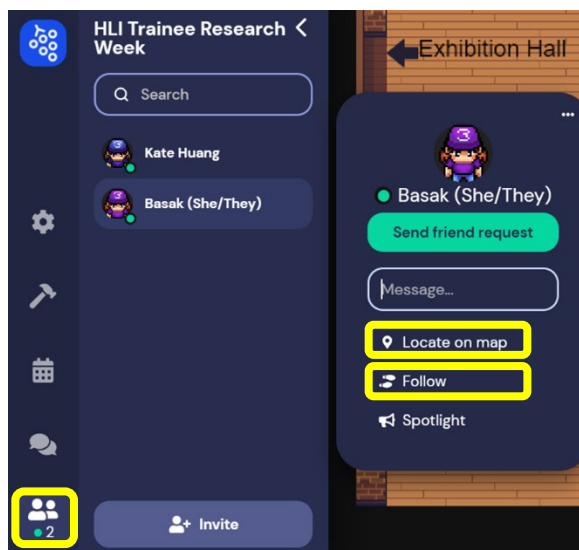 HLI Trainee Research
Week
Search
Kate Huang
Basak (She/They)
2
Invite
Exhibition Hall
3
Basak (She/They)
Send friend request
Message...
Locate on map
Follow
Spotlight